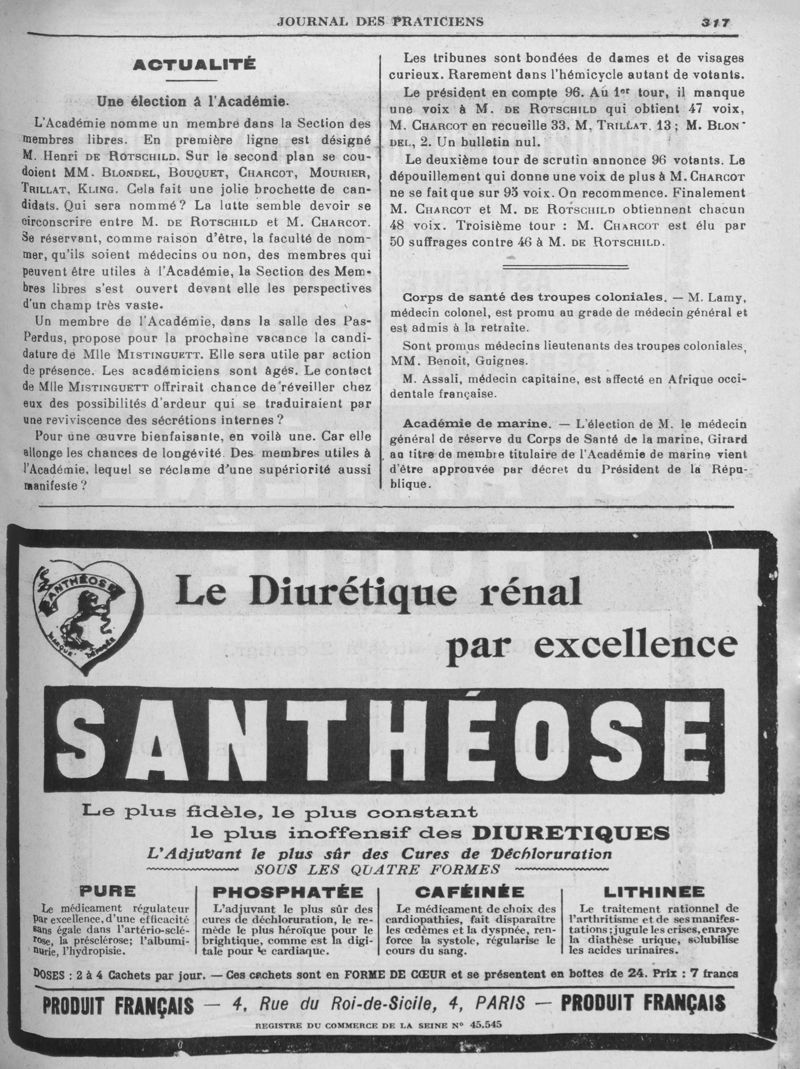 JOURNAL DES PRATICIENS 317
ACTUALITÉ
Une élection à l'Académie.
L'Académie nomme un membre dans la Section des
membres libres. En première ligne est désigné
M. Henri DE ROTSCHILD. Sur le second plan se cou-
doient MM. BLONDEL, BOUQUET, CHARCOT, MOURIER,
TRILLAT, KLING. Cela fait une jolie brochette de can-
didats. Qui sera nommé? La lutte semble devoir se
circonscrire entre M. DE ROTSCHILD et M. CHARCOT.
Se réservant, comme raison d'être, la faculté de nom-
mer, qu'ils soient médecins ou non, des membres qui
peuvent être utiles à l'Académie, la Section des Mem-
bres libres s'est ouvert devant elle les perspectives
d'un champ très vaste.
Un membre de l'Académie, dans la salle des Pas-
Perdus, propose pour la prochaine vacance la candi-
dature de Mlle MISTINGUETT. Elle sera utile par action
de présence. Les académiciens sont âgés. Le contact
de Mlle MISTINGUETT offrirait chance de réveiller chez
eux des possibilités d'ardeur qui se traduiraient par
une reviviscence des sécrétions internes?
Pour une œuvre bienfaisante, en voilà une. Car elle
allonge les chances de longévité. Des membres utiles à
l'Académie, lequel se réclame d'une supériorité aussi
manifeste?
Les tribunes sont bondées de dames et de visages
curieux. Rarement dans l'hémicycle autant de votants.
Le président en compte 96. Au 1er tour, il manque
une voix à M. DE ROTSCHILD qui obtient 47 voix,
M. CHARCOT en recueille 33, M, TRILLAT. 13; M. BLON-
DEL, 2. Un bulletin nul.
Le deuxième tour de scrutin annonce 96 votants. Le
dépouillement qui donne une voix de plus à M. CHARCOT
ne se fait que sur 95 voix. On recommence. Finalement
M. CHARCOT et M. DE ROTSCHILD obtiennent chacun
48 voix. Troisième tour: M. CHARCOT est élu par
50 suffrages contre 46 à M. DE ROTSCHILD.
Corps de santé des troupes coloniales. — M. Lamy,
médecin colonel, est promu au grade de médecin général et
est admis à la retraite.
Sont promus médecins lieutenants des troupes coloniales,
MM. Benoit, Guignes.
M. Assali, médecin capitaine, est affecté en Afrique occi-
dentale française.
Académie de marine. — L'élection de M. le médecin
général de réserve du Corps de Santé de la marine, Girard
au titre de membre titulaire de l'Académie de marine vient
d'être approuvée par décret du Président de la Répu-
blique.
SANTHÉOSE
MARQUE DÉPOSÉE
Le Diurétique rénal
par excellence
SANTHÉOSE
Le plus fidèle, le plus constant
le plus inoffensif des DIURETIQUES
L'Adjuvant le plus sûr des Cures de Déchloruration
SOUS LES QUATRE FORMES
PURE
Le médicament régulateur
par excellence, d'une efficacité
sans égale dans l'artério-sclé-
rose, la présclérose; l'albumi-
nurie, l'hydropisie.
PHOSPHATÉE
L'adjuvant le plus sûr des
cures de déchloruration, le re-
mède le plus héroïque pour le
brightique, comme est la digi-
tale pour le cardiaque.
CAFÉINÉE
Le médicament de choix des
cardiopathies, fait disparaître
les œdèmes et la dyspnée, ren-
force la systole, régularise le
cours du sang.
LITHINEE
Le traitement rationnel de
l'arthritisme et de ses manifes-
tations; jugule les crises, enraye
la diathèse urique, solubilise
les acides urinaires.
DOSES : 2 à 4 Cachets par jour. — Ces cachets sont en FORME DE CŒUR et se présentent en boîtes de 24. Prix : 7 francs
PRODUIT FRANÇAIS — 4, Rue du Roi-de-Sicile, 4, PARIS — PRODUIT FRANÇAIS
REGISTRE DU COMMERCE DE LA SEINE N° 45.545